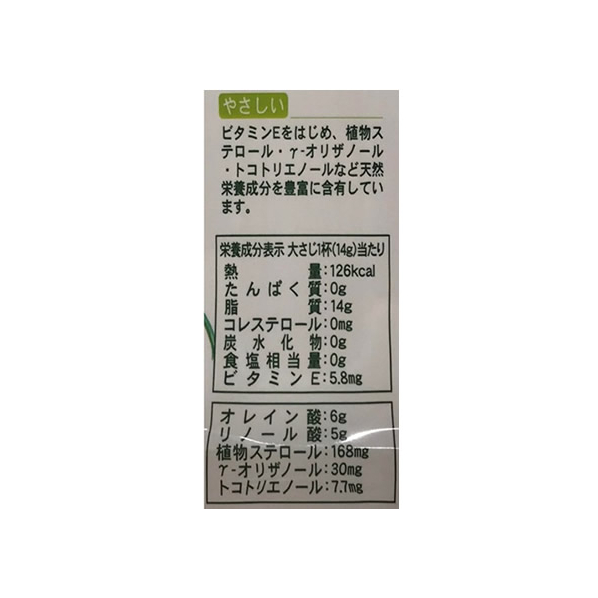 やさしい
ビタミンEをはじめ、植物ス
テロール・γ-オリザノール
・トコトリエノールなど天然
栄養成分を豊富に含有してい
ます。
栄養成分表示 大さじ1杯(14g)当たり
熱量:126kcal
たんぱく質:0g
脂質:14g
コレステロール:0mg
炭水化物:0g
食塩相当量:0g
ビタミンE:5.8mg
オレイン酸:6g
リノール酸:5g
植物ステロール:168mg
γ-オリザノール:30mg
トコトリエノール:7.7mg